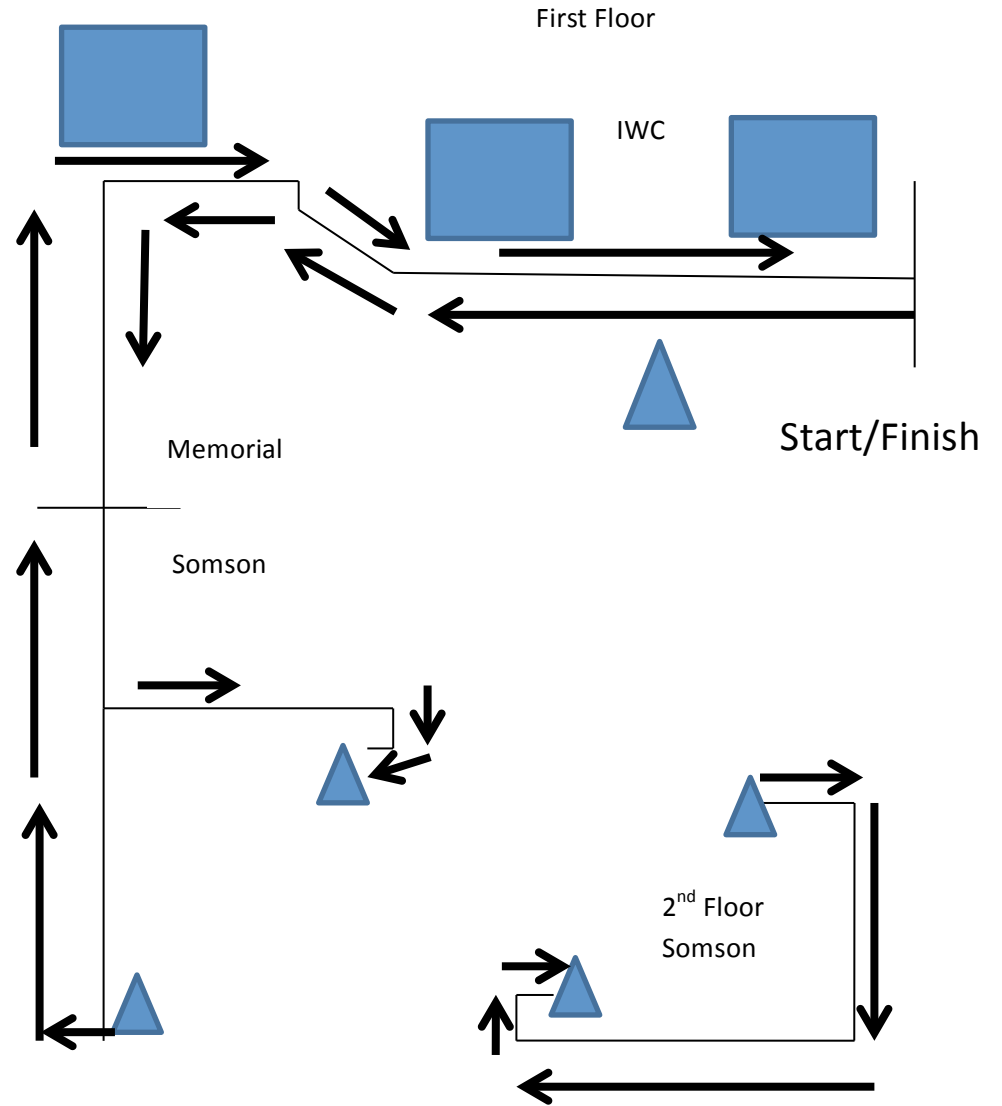 First Floor
IWC
Start/Finish
Memorial
Somson
2nd Floor
Somson